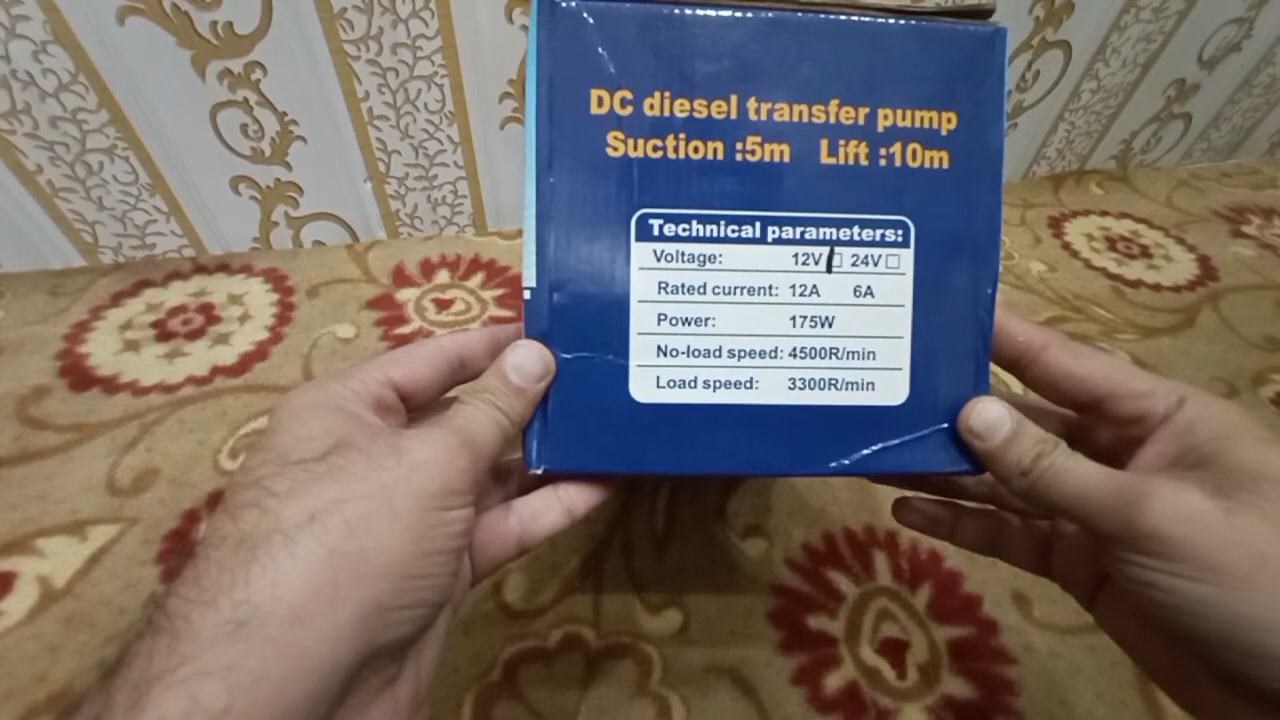 DC diesel transfer pump
Suction :5m Lift :10m
Technical parameters:
Voltage: 12V 24V
Rated current: 12A 6A
Power: 175W
No-load speed: 4500R/min
Load speed: 3300R/min